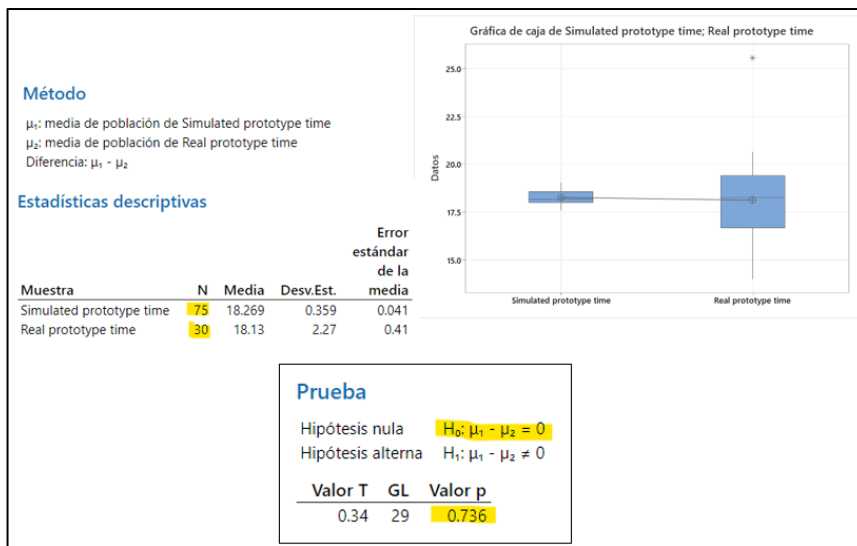 Método
μ₁: media de población de Simulated prototype time
μ₂: media de población de Real prototype time
Diferencia: μ₁ - μ₂
Estadísticas descriptivas
Error
estándar
de la
Muestra N Media Desv.Est. media
Simulated prototype time 75 18.269 0.359 0.041
Real prototype time 30 18.13 2.27 0.41
Gráfica de caja de Simulated prototype time; Real prototype time
25.0
22.5
20.0
17.5
15.0
Datos
Simulated prototype time Real prototype time
Prueba
Hipótesis nula H₀: μ₁ - μ₂ = 0
Hipótesis alterna H₁: μ₁ - μ₂ ≠ 0
Valor T GL Valor p
0.34 29 0.736